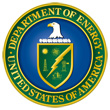 DEPARTMENT OF ENERGY
UNITED STATES OF AMERICA